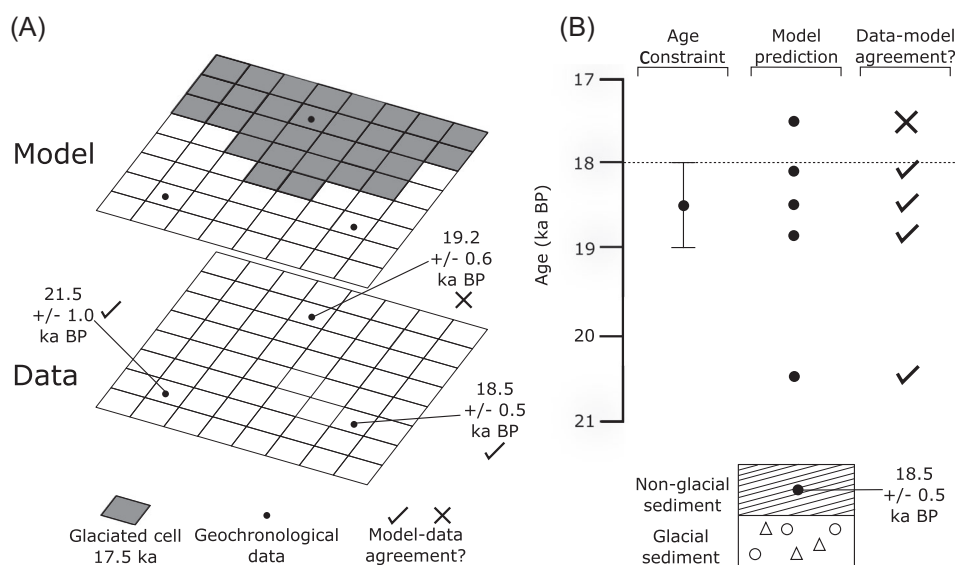 (A)
Model
19.2
+/- 0.6
ka BP
21.5
+/- 1.0
ka BP
Data
18.5
+/- 0.5
ka BP
Glaciated cell
17.5 ka
Geochronological
data
Model-data
agreement?
(B)
Age
Constraint
Model
prediction
Data-model
agreement?
Age (ka BP)
17
18
19
20
21
Non-glacial
sediment
18.5
+/- 0.5
ka BP
Glacial
sediment